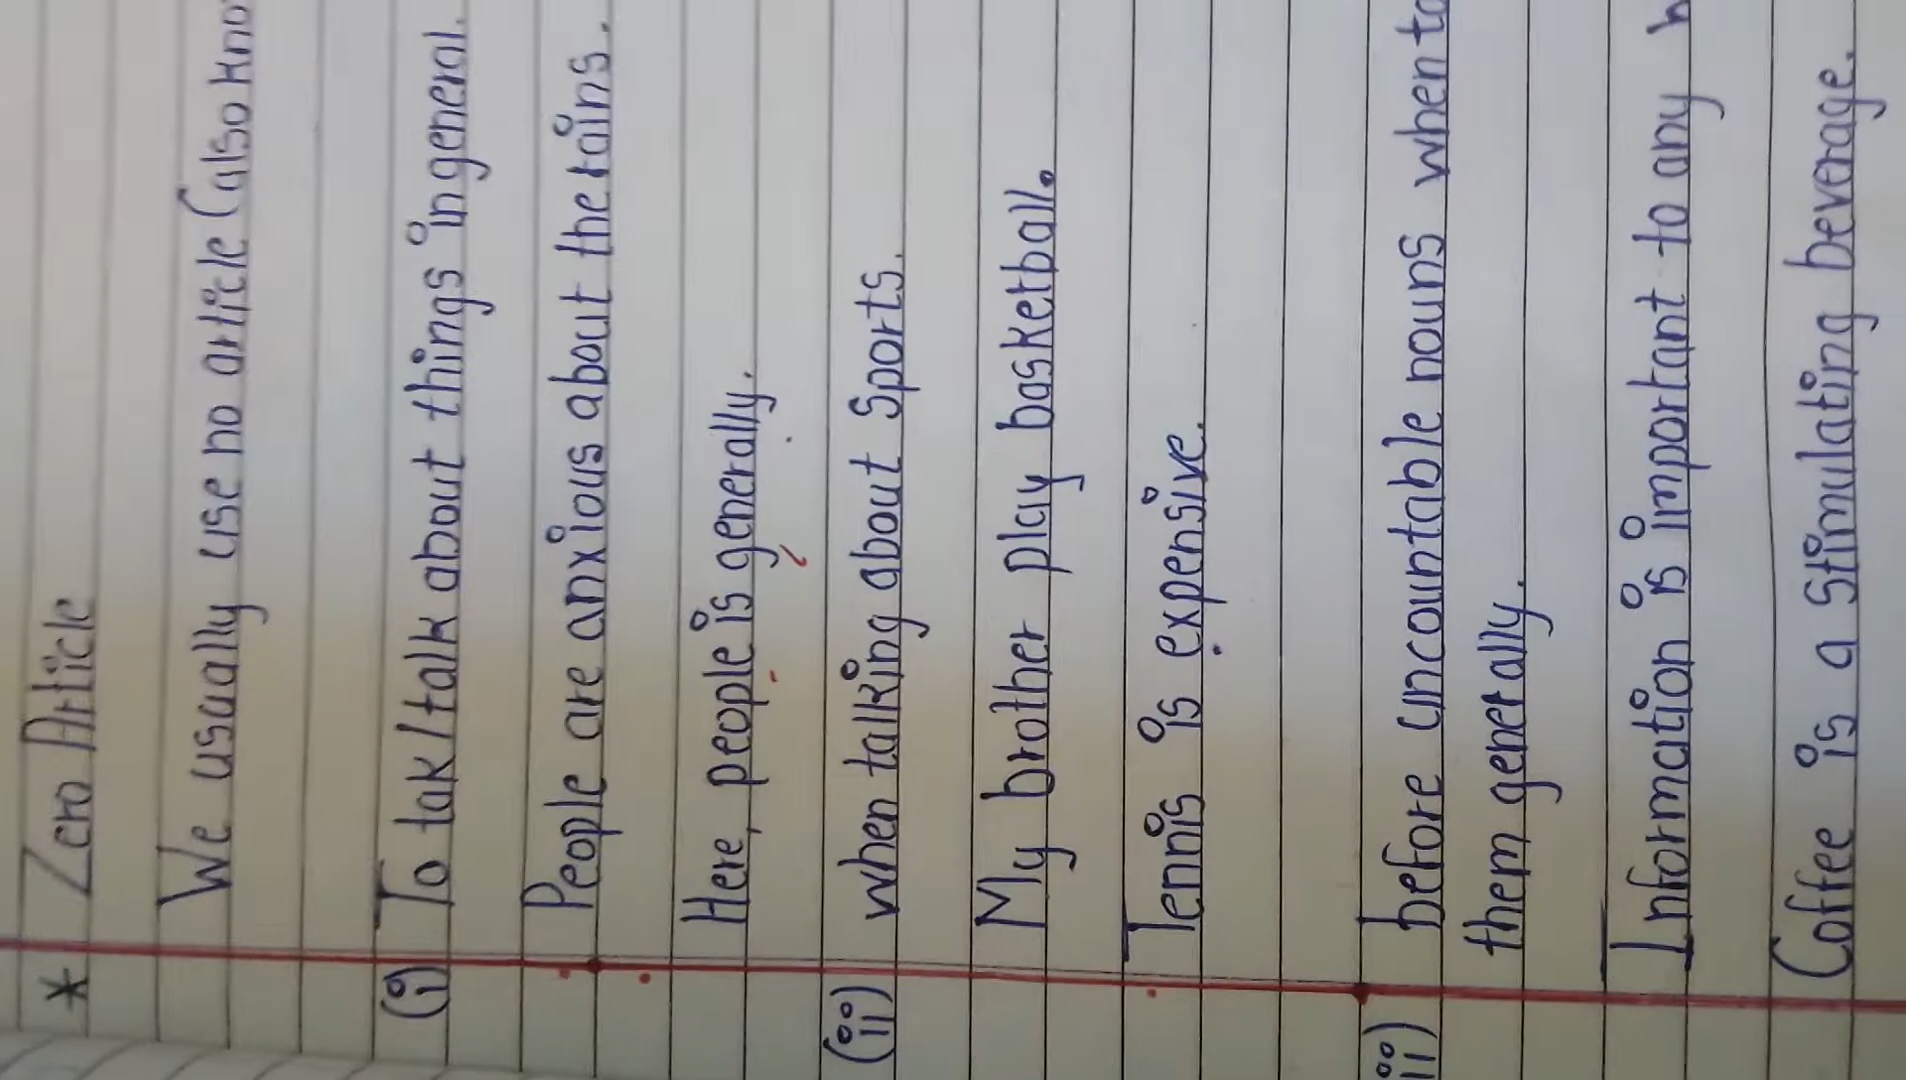 * Zero Article
We usually use no article (also kno
(i) To tak/talk about things in general.
People are anxious about the rains.
Here, people is generally.
(ii) when talking about Sports.
My brother play basketball.
Tennis is expensive.
ii) before uncountable nouns when ta
them generally.
Information is important to any
Coffee is a stimulating beverage.